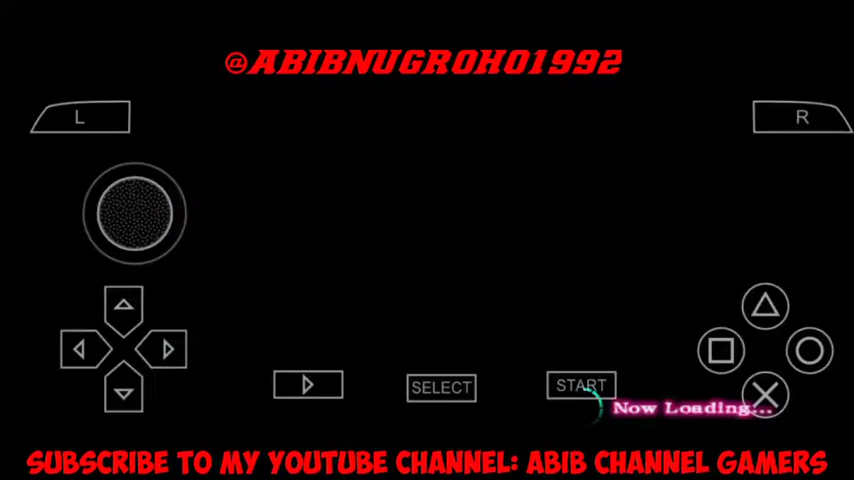 @ABIBNUGROHO1992
L
R
SELECT
START
Now Loading...
SUBSCRIBE TO MY YOUTUBE CHANNEL: ABIB CHANNEL GAMERS